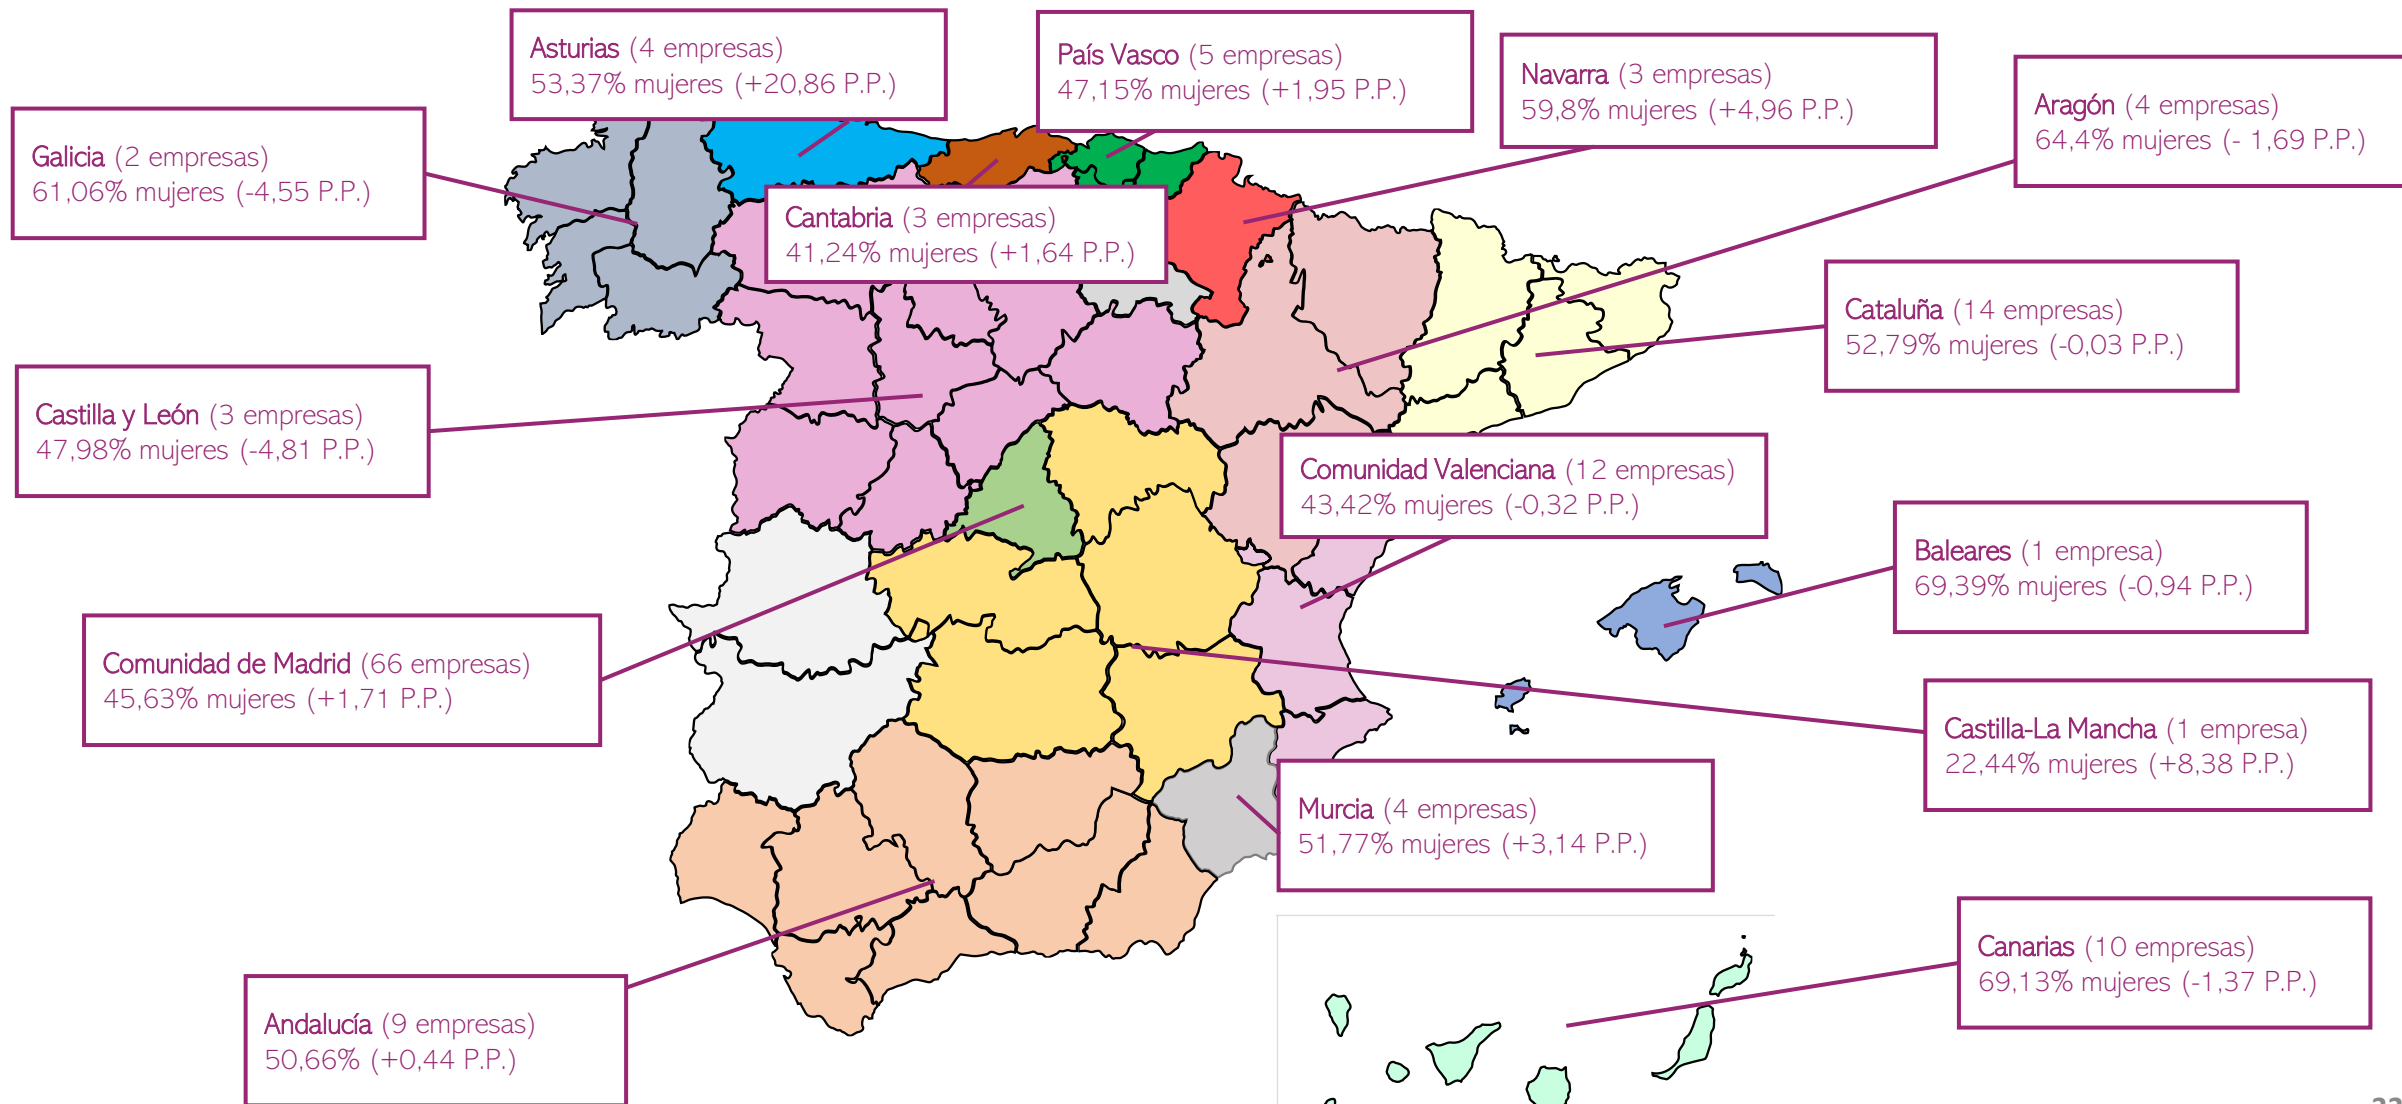 Asturias (4 empresas)
53,37% mujeres (+20,86 P.P.)
País Vasco (5 empresas)
47,15% mujeres (+1,95 P.P.)
Navarra (3 empresas)
59,8% mujeres (+4,96 P.P.)
Aragón (4 empresas)
64,4% mujeres (- 1,69 P.P.)
Galicia (2 empresas)
61,06% mujeres (-4,55 P.P.)
Cantabria (3 empresas)
41,24% mujeres (+1,64 P.P.)
Cataluña (14 empresas)
52,79% mujeres (-0,03 P.P.)
Castilla y León (3 empresas)
47,98% mujeres (-4,81 P.P.)
Comunidad Valenciana (12 empresas)
43,42% mujeres (-0,32 P.P.)
Baleares (1 empresa)
69,39% mujeres (-0,94 P.P.)
Comunidad de Madrid (66 empresas)
45,63% mujeres (+1,71 P.P.)
Castilla-La Mancha (1 empresa)
22,44% mujeres (+8,38 P.P.)
Murcia (4 empresas)
51,77% mujeres (+3,14 P.P.)
Canarias (10 empresas)
69,13% mujeres (-1,37 P.P.)
Andalucía (9 empresas)
50,66% (+0,44 P.P.)